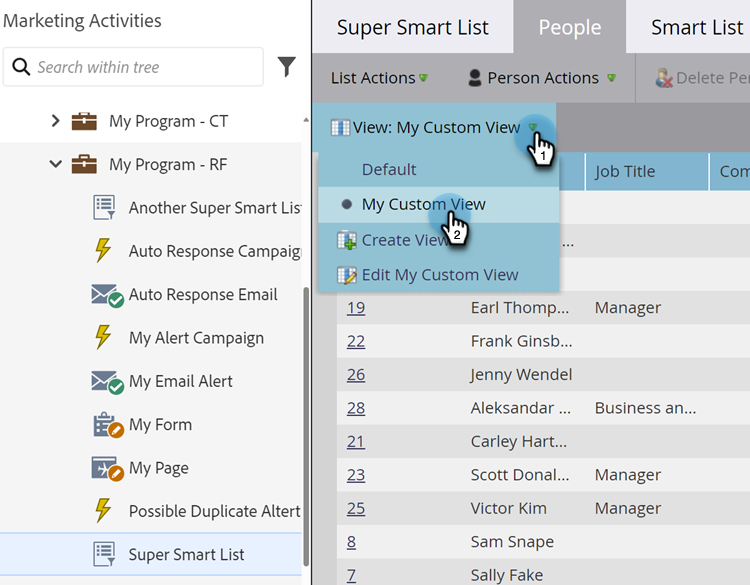 Marketing Activities
Search within tree
My Program - CT
My Program - RF
Another Super Smart List
Auto Response Campaig
Auto Response Email
My Alert Campaign
My Email Alert
My Form
My Page
Possible Duplicate Altert
Super Smart List
Super Smart List People Smart List
List Actions Person Actions Delete Per
View: My Custom View
1
Default
My Custom View
2
Create View
Edit My Custom View
Job Title Com
...
19 Earl Thomp... Manager
22 Frank Ginsb...
26 Jenny Wendel
28 Aleksandar ... Business an...
21 Carley Hart...
23 Scott Donal... Manager
25 Victor Kim Manager
8 Sam Snape
7 Sally Fake